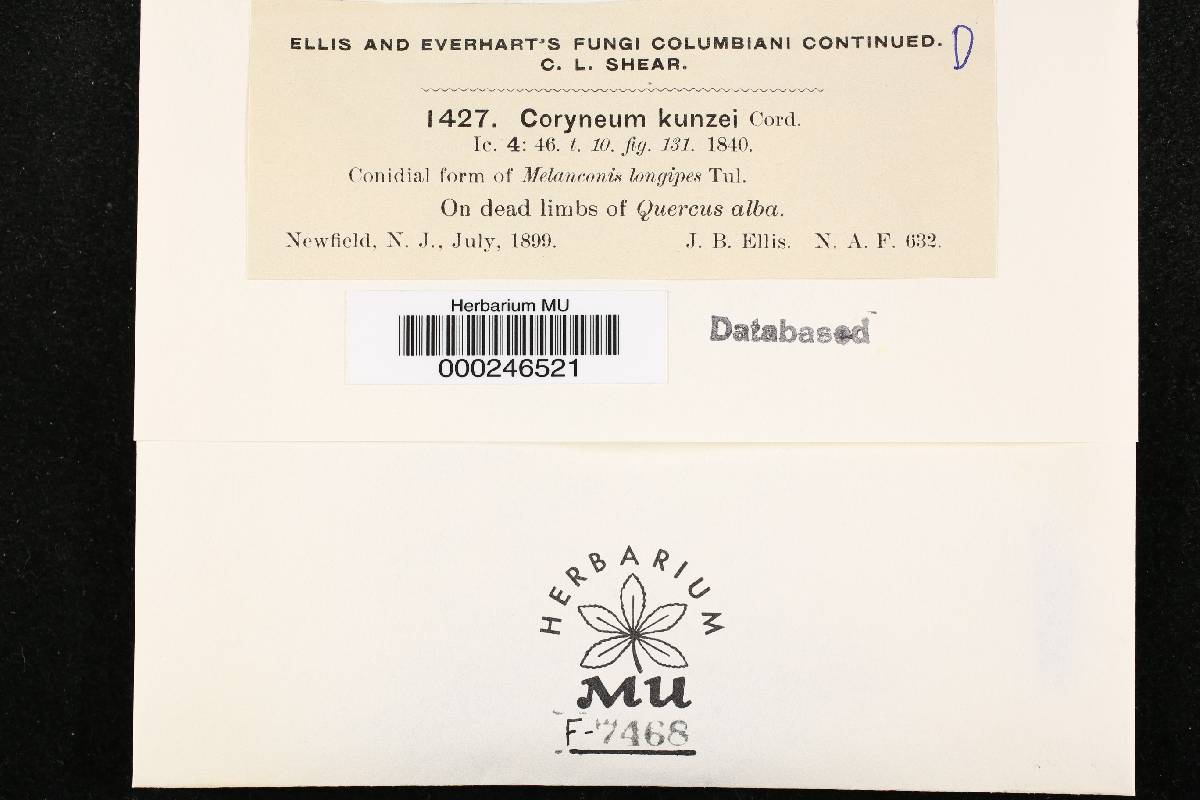 ELLIS AND EVERHART'S FUNGI COLUMBIANI CONTINUED. D
C. L. SHEAR.
1427. Coryneum kunzei Cord.
Ic. 4: 46. t. 10. fig. 131. 1840.
Conidial form of Melanconis longipes Tul.
On dead limbs of Quercus alba.
Newfield, N. J., July, 1899. J. B. Ellis. N. A. F. 632.
Herbarium MU
000246521
Databased
HERBARIUM
MU
F-7468